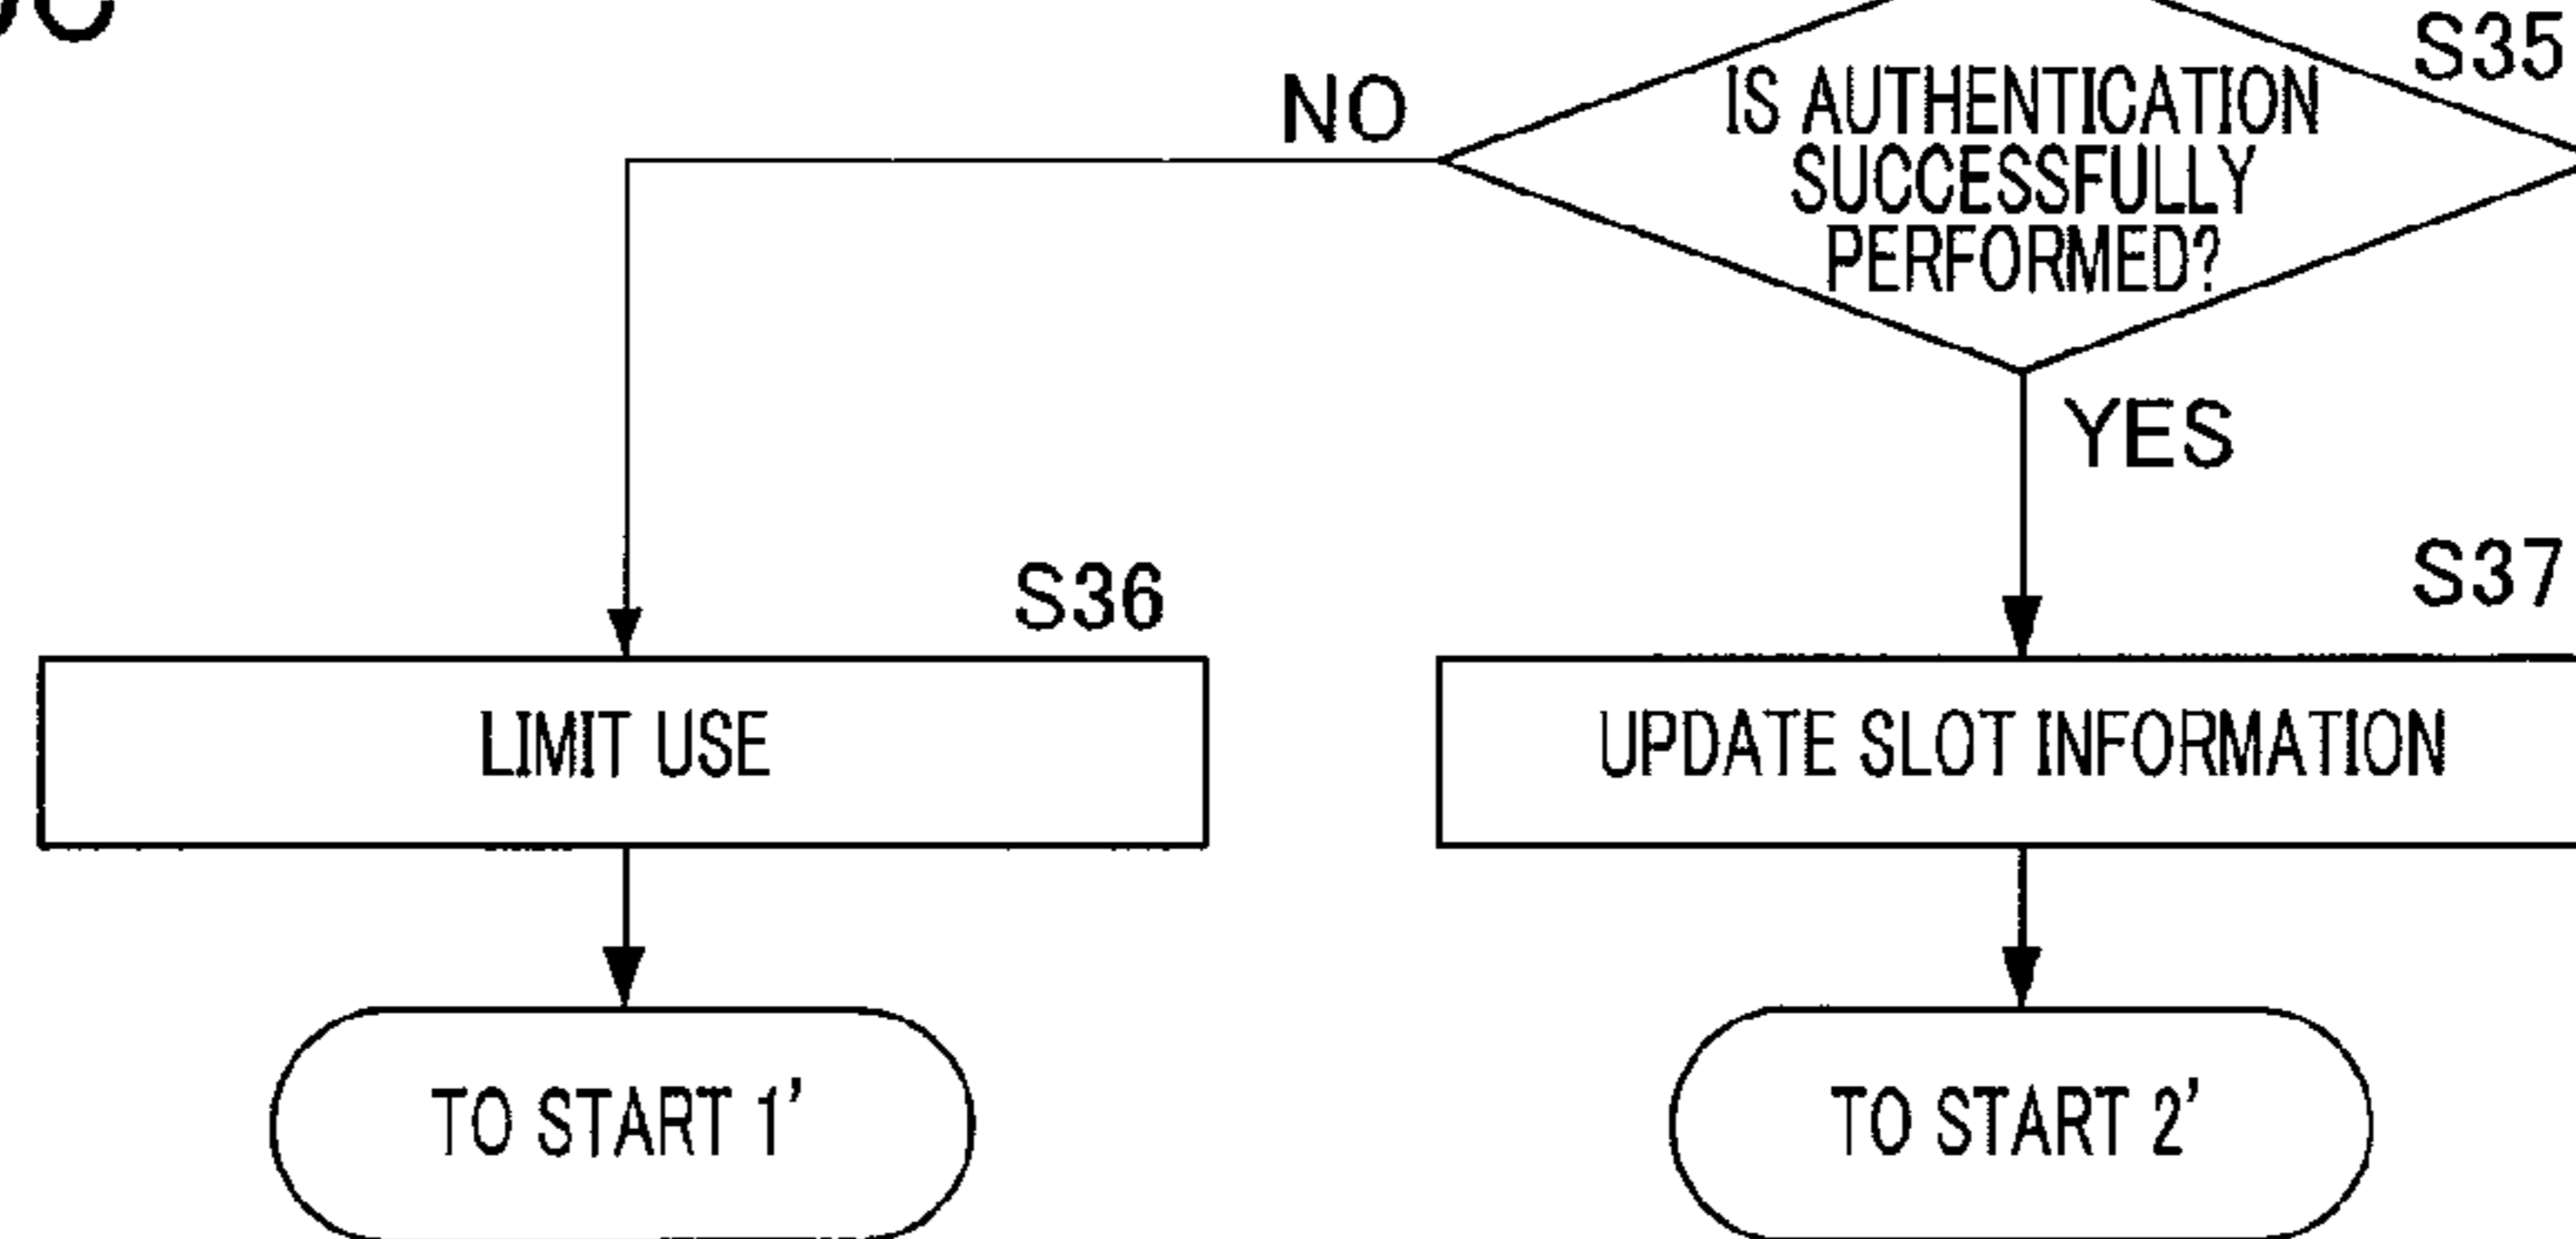 S35
NO
IS AUTHENTICATION
SUCCESSFULLY
PERFORMED?
YES
S36
S37
LIMIT USE
UPDATE SLOT INFORMATION
TO START 1'
TO START 2'